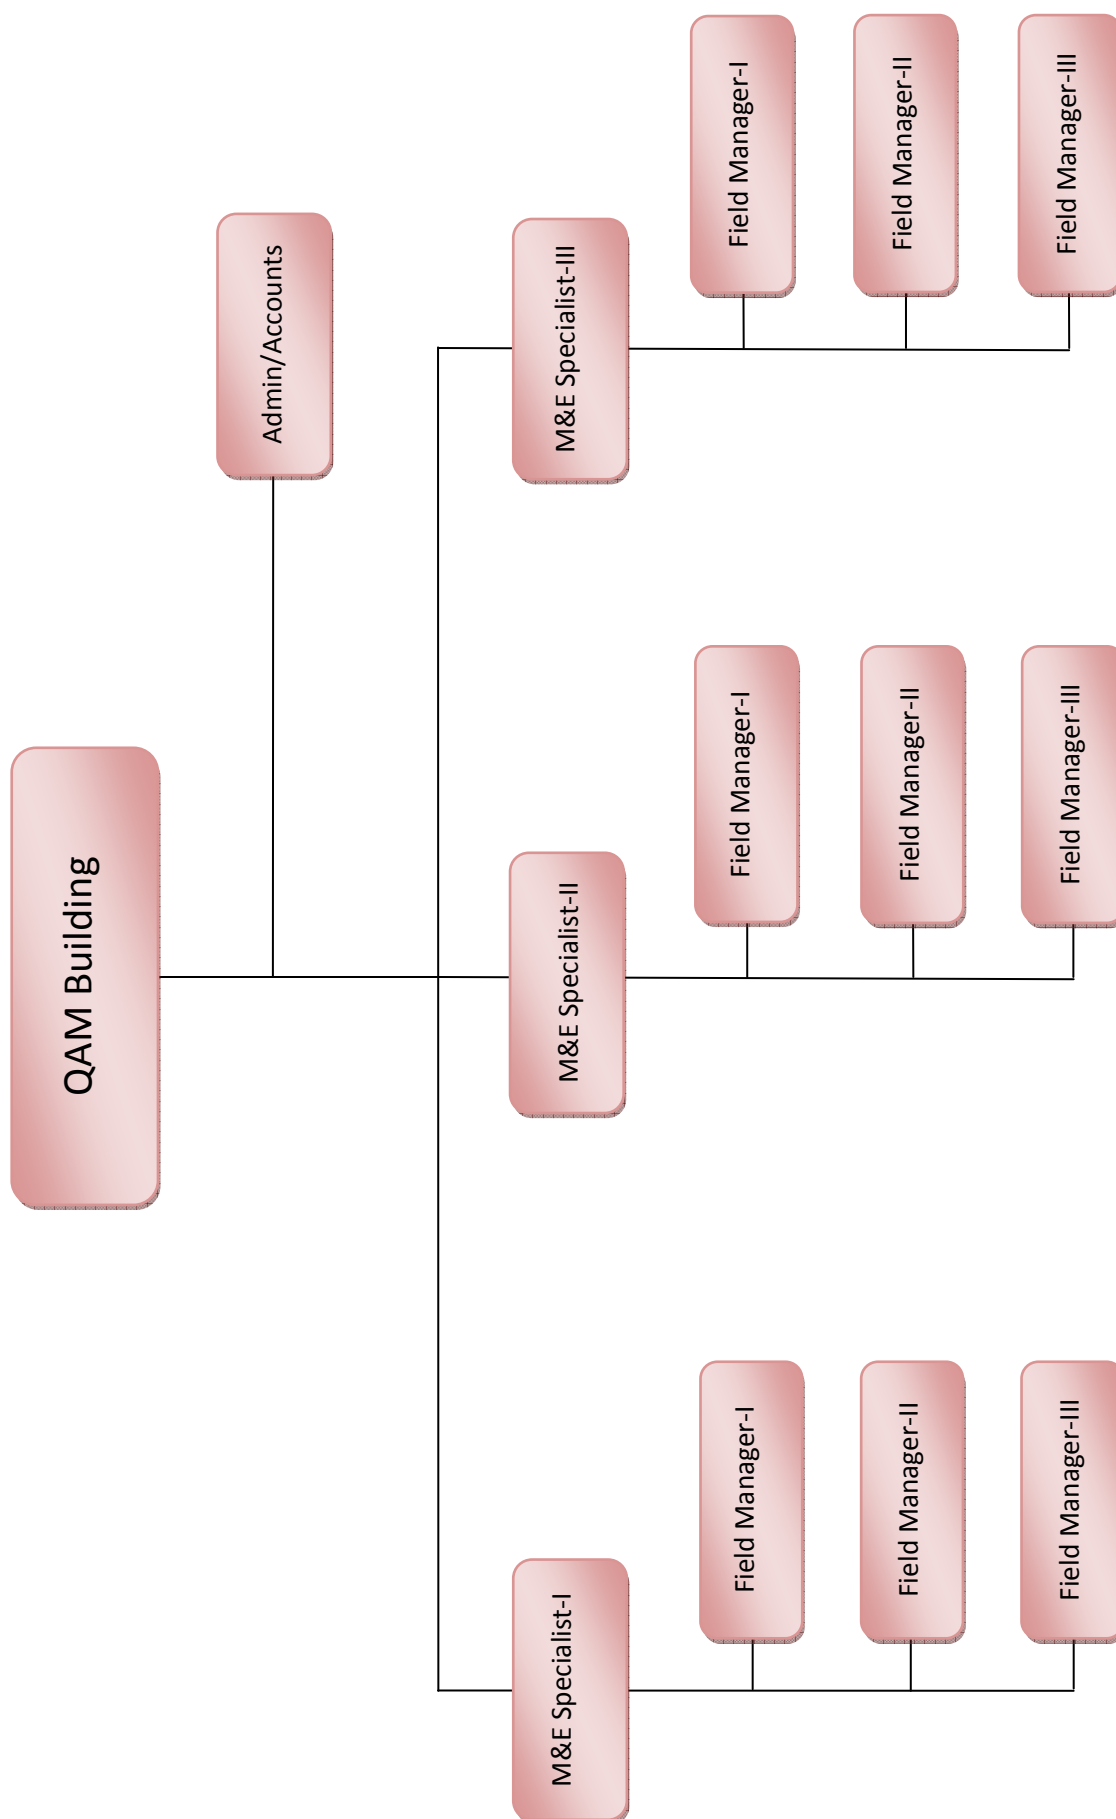 QAM Building
Admin/Accounts
M&E Specialist-I
M&E Specialist-II
M&E Specialist-III
Field Manager-I
Field Manager-I
Field Manager-I
Field Manager-II
Field Manager-II
Field Manager-II
Field Manager-III
Field Manager-III
Field Manager-III